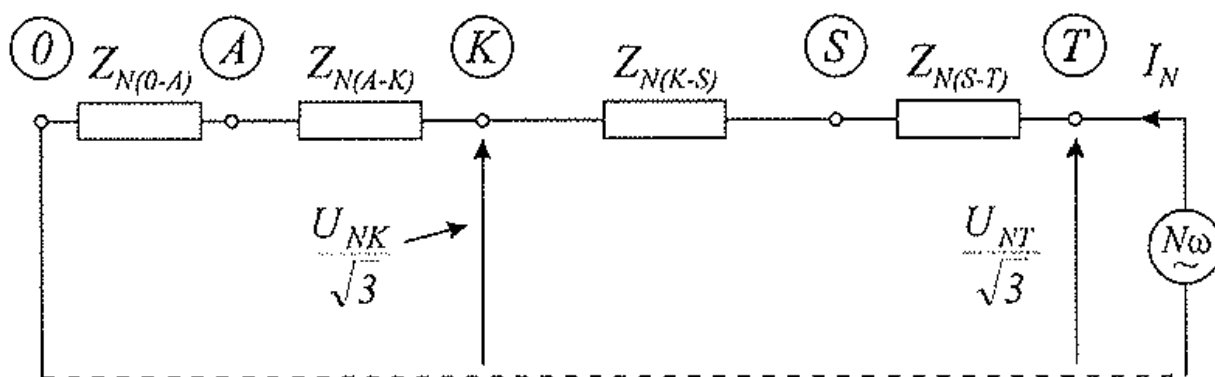 0 A K S T
Z_N(0-A) Z_N(A-K) Z_N(K-S) Z_N(S-T) I_N
U_NK U_NT Nω
√3 √3 ~